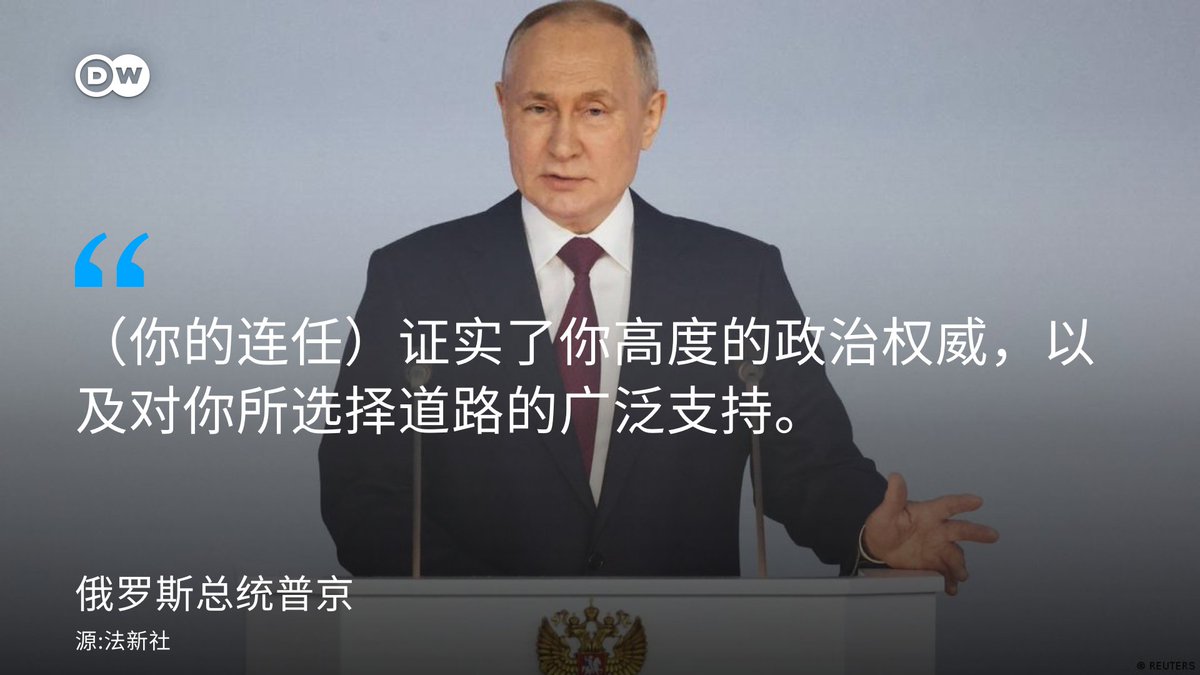 DW
“
（你的连任）证实了你高度的政治权威，以
及对你所选择道路的广泛支持。
俄罗斯总统普京
源:法新社
© REUTERS